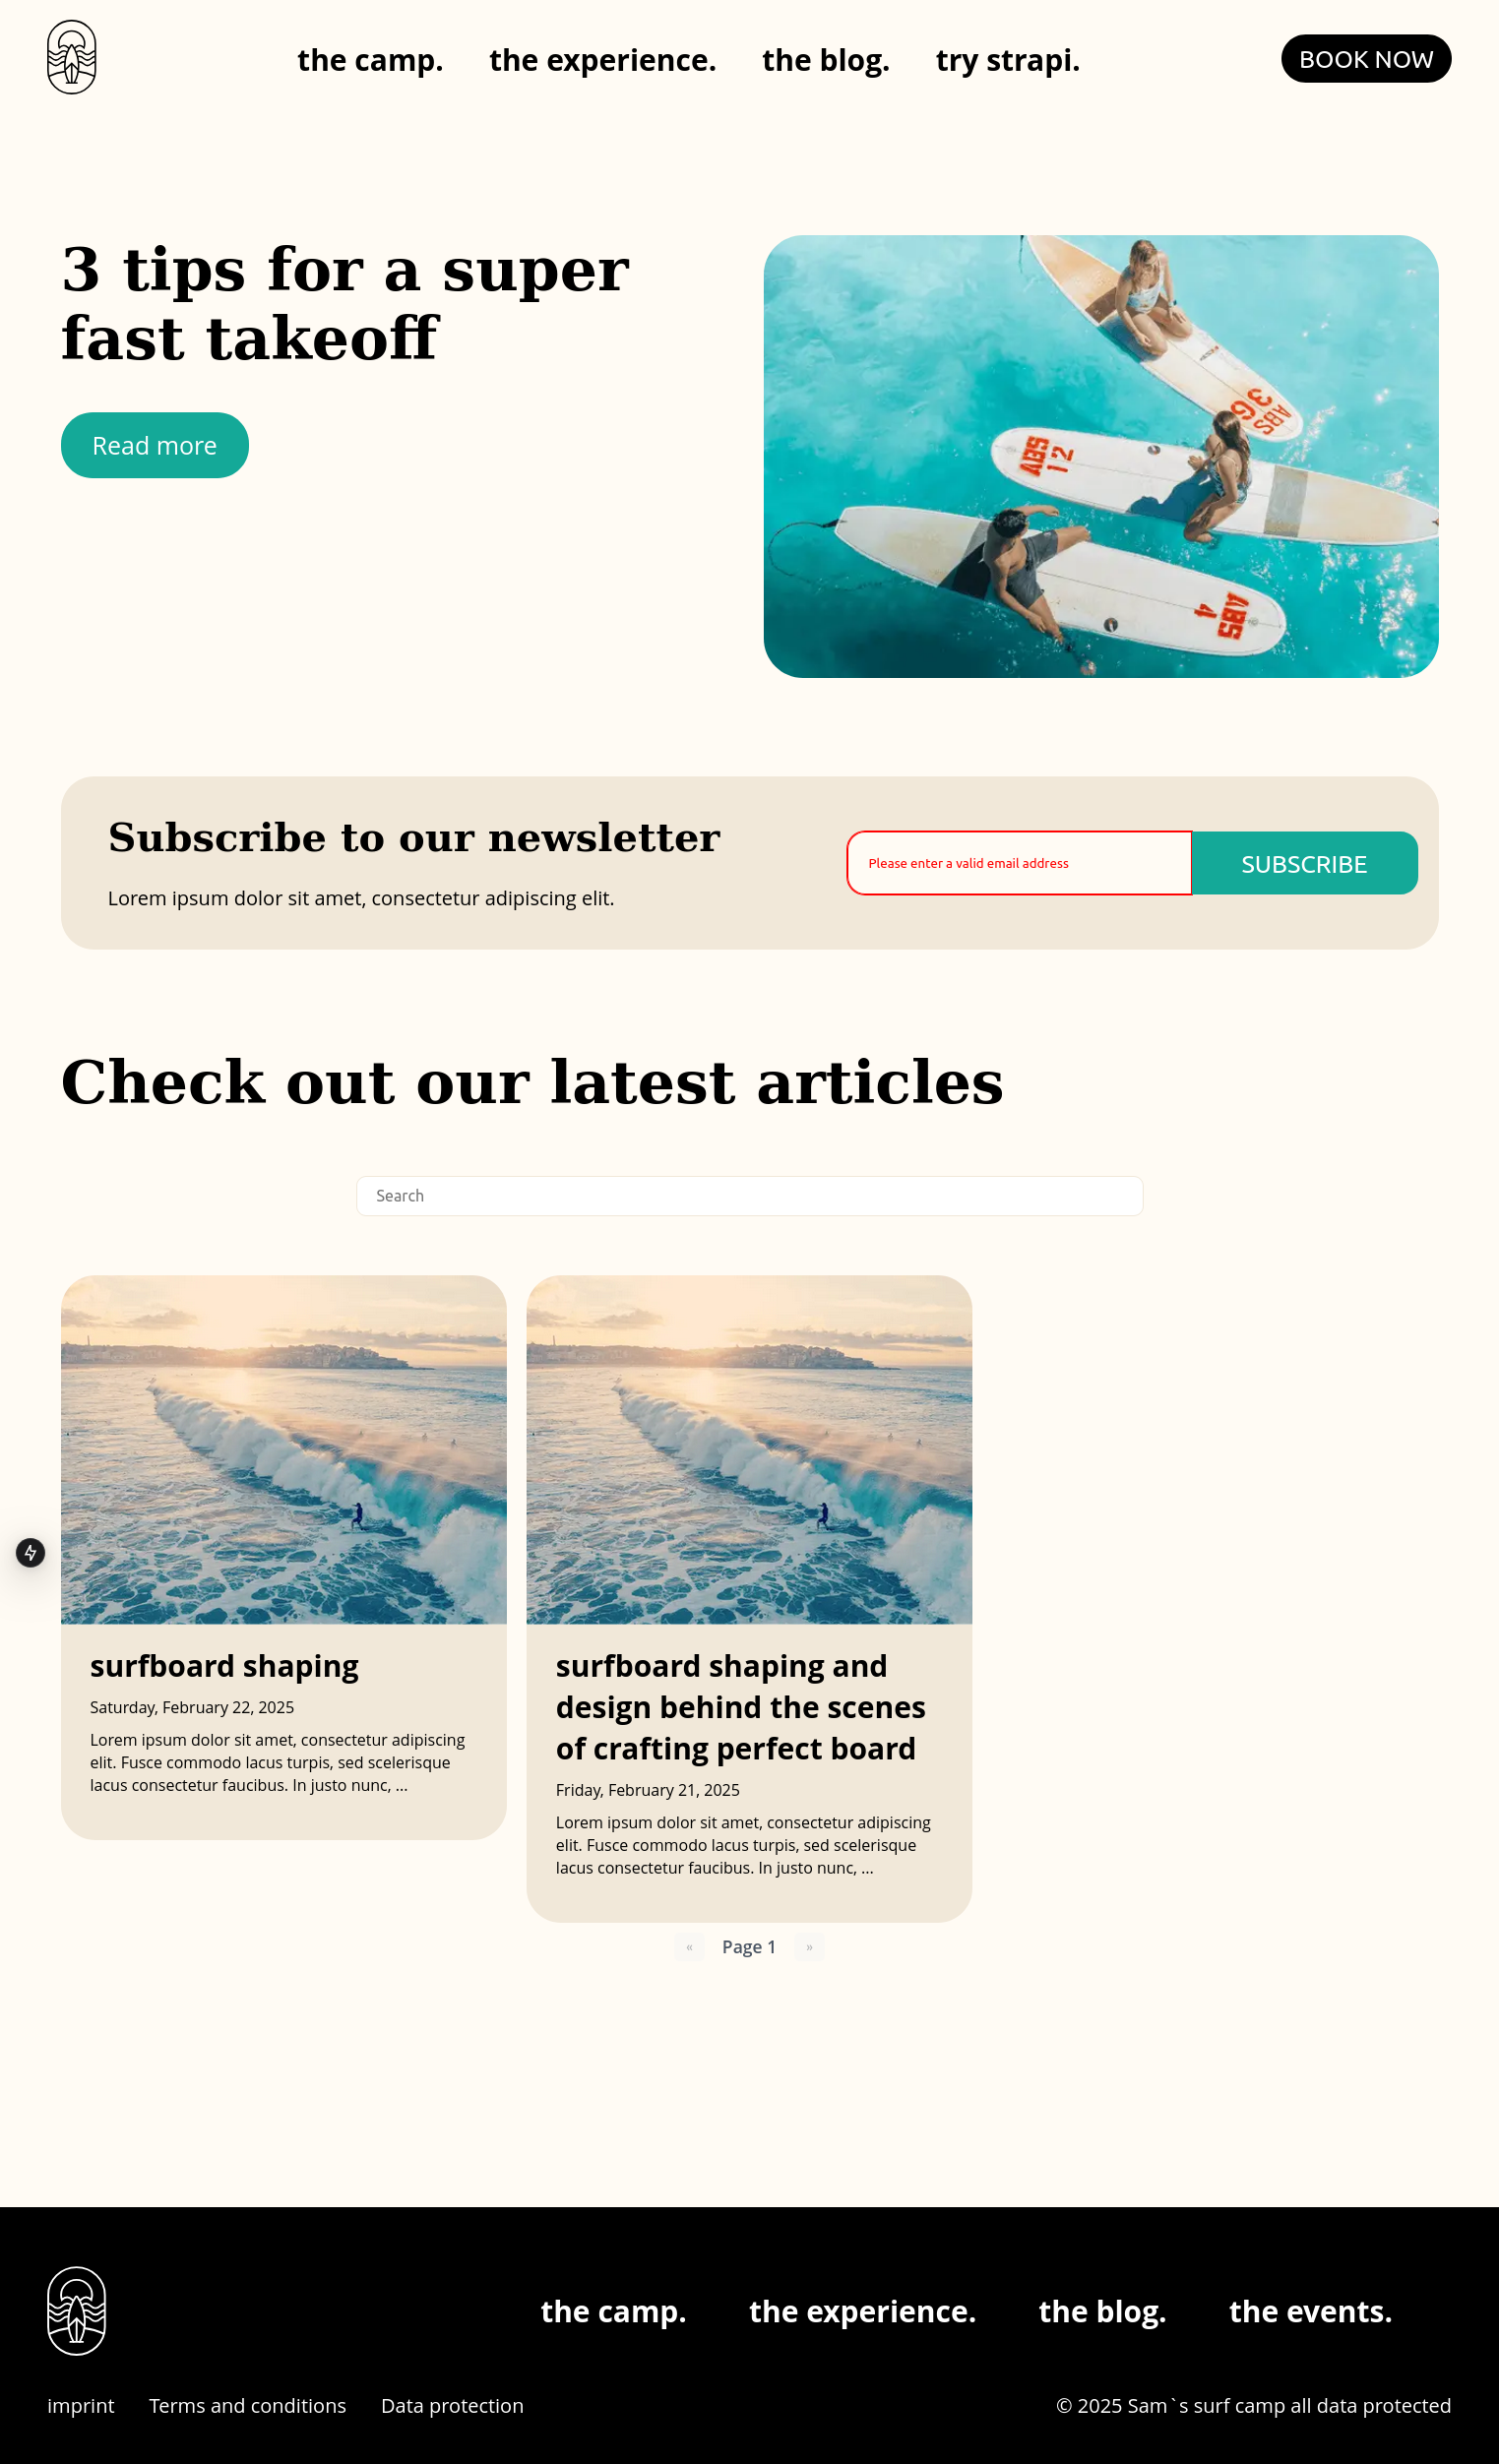 the camp. the experience. the blog. try strapi. BOOK NOW
3 tips for a super
fast takeoff
Read more
36
ABS
ABS
12
ABS
4
Subscribe to our newsletter
Lorem ipsum dolor sit amet, consectetur adipiscing elit.
Please enter a valid email address
SUBSCRIBE
Check out our latest articles
Search
surfboard shaping
Saturday, February 22, 2025
Lorem ipsum dolor sit amet, consectetur adipiscing
elit. Fusce commodo lacus turpis, sed scelerisque
lacus consectetur faucibus. In justo nunc, ...
surfboard shaping and
design behind the scenes
of crafting perfect board
Friday, February 21, 2025
Lorem ipsum dolor sit amet, consectetur adipiscing
elit. Fusce commodo lacus turpis, sed scelerisque
lacus consectetur faucibus. In justo nunc, ...
« Page 1 »
the camp. the experience. the blog. the events.
imprint Terms and conditions Data protection
© 2025 Sam`s surf camp all data protected